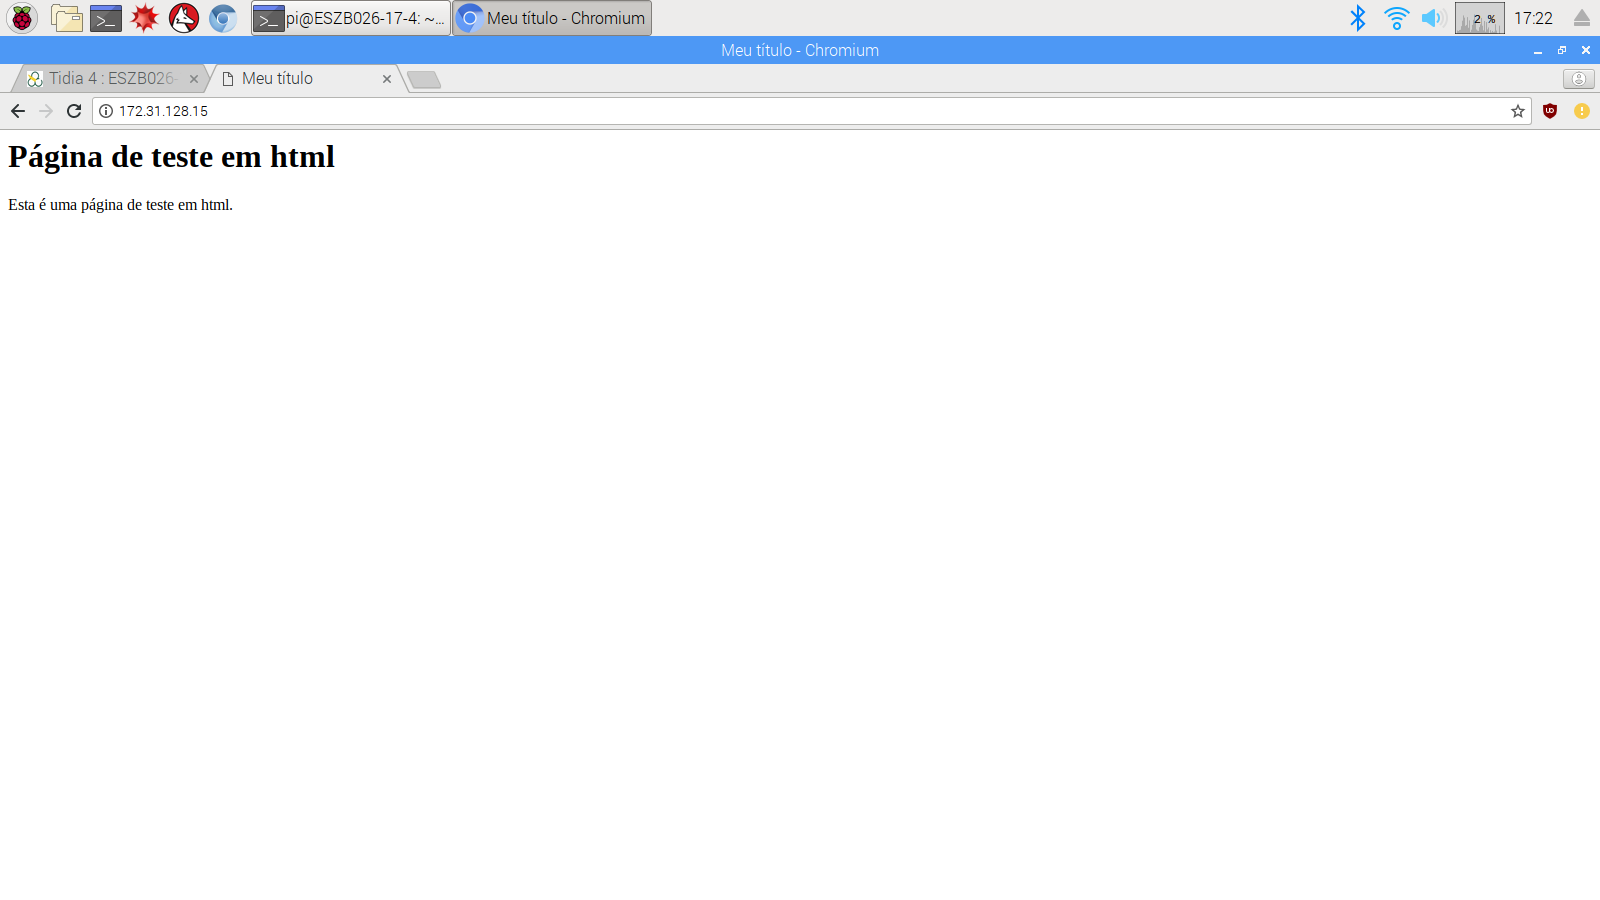 pi@ESZB026-17-4: ~... Meu título - Chromium 2 % 17:22
Meu título - Chromium
Tidia 4 : ESZB026- Meu título
172.31.128.15
Página de teste em html
Esta é uma página de teste em html.